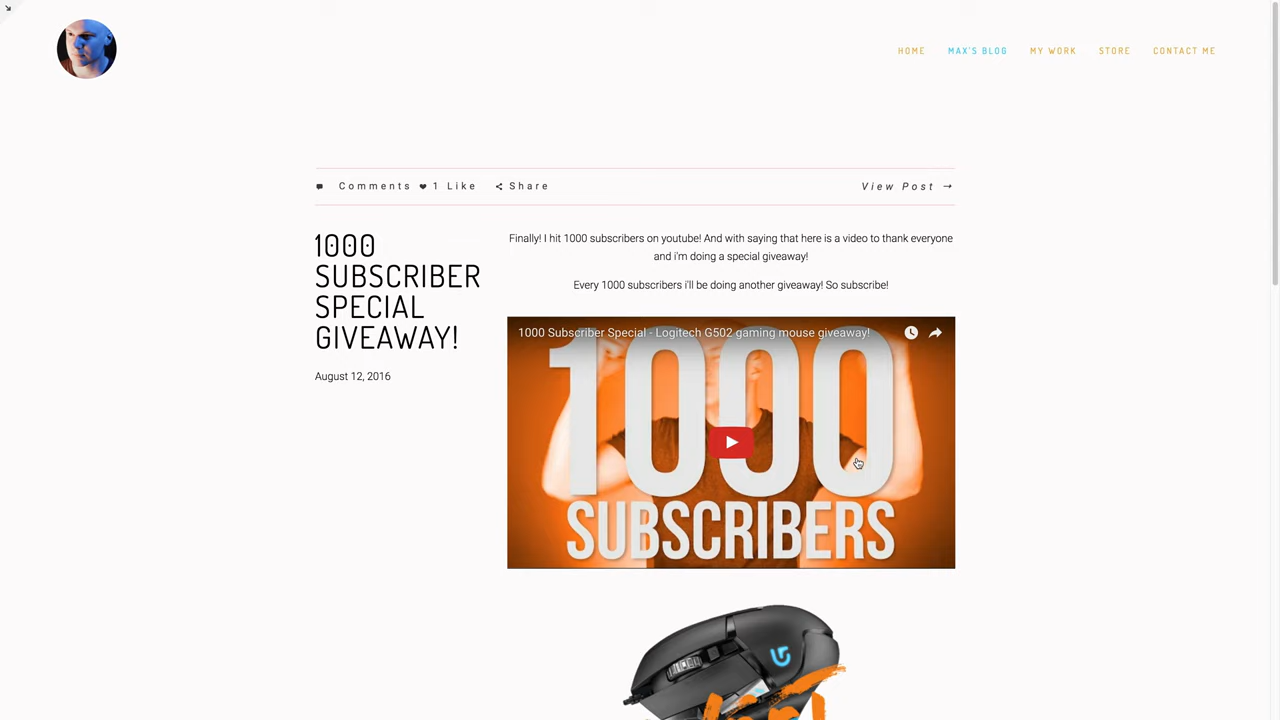 HOME MAX'S BLOG MY WORK STORE CONTACT ME
Comments 1 Like Share View Post →
1000
SUBSCRIBER
SPECIAL
GIVEAWAY!
August 12, 2016
Finally! I hit 1000 subscribers on youtube! And with saying that here is a video to thank everyone
and i'm doing a special giveaway!
Every 1000 subscribers i'll be doing another giveaway! So subscribe!
1000 Subscriber Special - Logitech G502 gaming mouse giveaway!
1000
SUBSCRIBERS